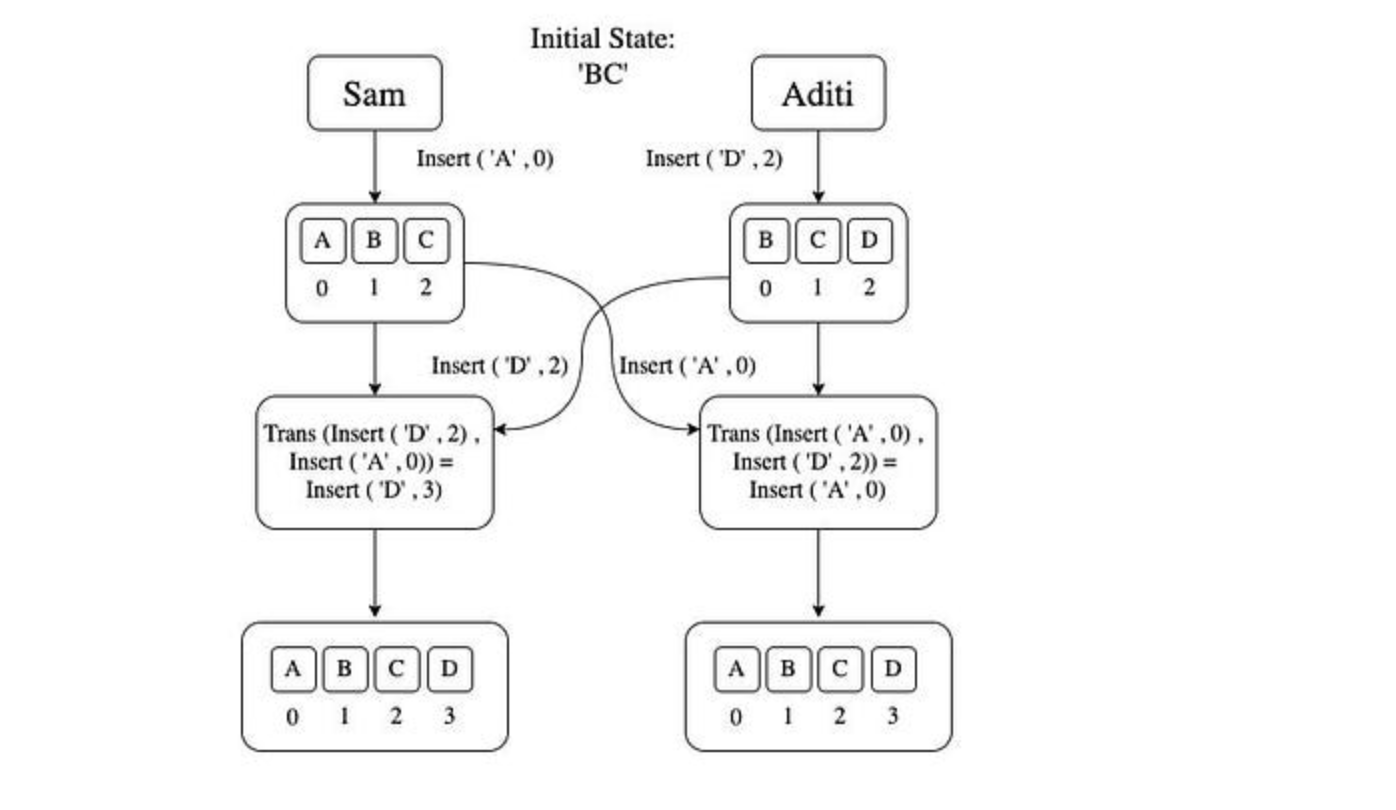 Initial State:
'BC'
Sam
Aditi
Insert ( 'A' , 0)
Insert ( 'D' , 2)
A B C
0 1 2
B C D
0 1 2
Insert ( 'D' , 2)
Insert ( 'A' , 0)
Trans (Insert ( 'D' , 2) ,
Insert ( 'A' , 0)) =
Insert ( 'D' , 3)
Trans (Insert ( 'A' , 0) ,
Insert ( 'D' , 2)) =
Insert ( 'A' , 0)
A B C D
0 1 2 3
A B C D
0 1 2 3